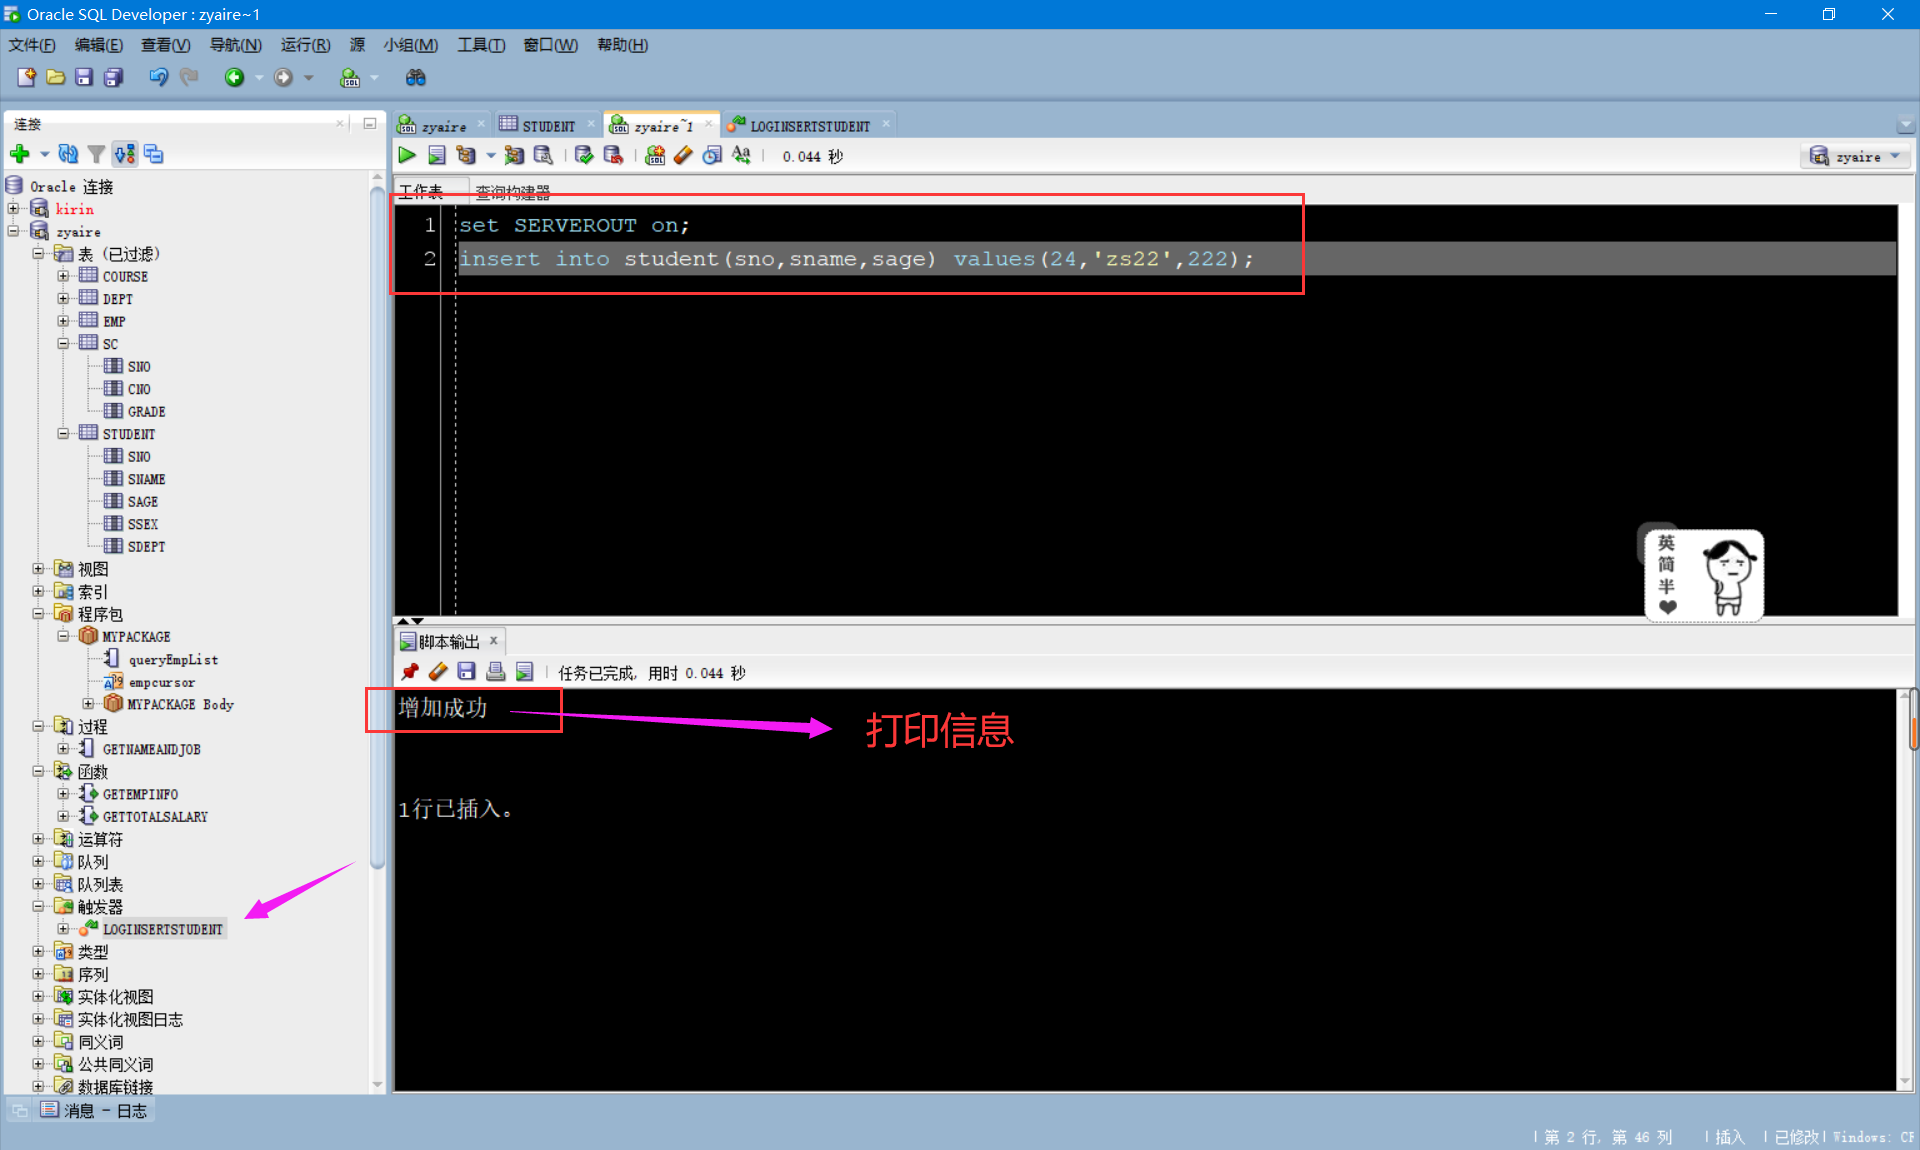 Oracle SQL Developer : zyaire~1
文件(F) 编辑(E) 查看(V) 导航(N) 运行(R) 源 小组(M) 工具(T) 窗口(W) 帮助(H)
连接
Oracle 连接
kirin
zyaire
表 (已过滤)
COURSE
DEPT
EMP
SC
SNO
CNO
GRADE
STUDENT
SNO
SNAME
SAGE
SSEX
SDEPT
视图
索引
程序包
MYPACKAGE
queryEmpList
empcursor
MYPACKAGE Body
过程
GETNAMEANDJOB
函数
GETEMPINFO
GETTOTALSALARY
运算符
队列
队列表
触发器
LOGINSERTSTUDENT
类型
序列
实体化视图
实体化视图日志
同义词
公共同义词
数据库链接
消息 - 日志
zyaire STUDENT zyaire~1 LOGINSERTSTUDENT
0.044 秒
zyaire
工作表 查询构建器
1 set SERVEROUT on;
2 insert into student(sno,sname,sage) values(24,'zs22',222);
英
简
半
脚本输出
任务已完成, 用时 0.044 秒
增加成功
打印信息
1行已插入。
第 2 行, 第 46 列 插入 已修改 Windows: CF